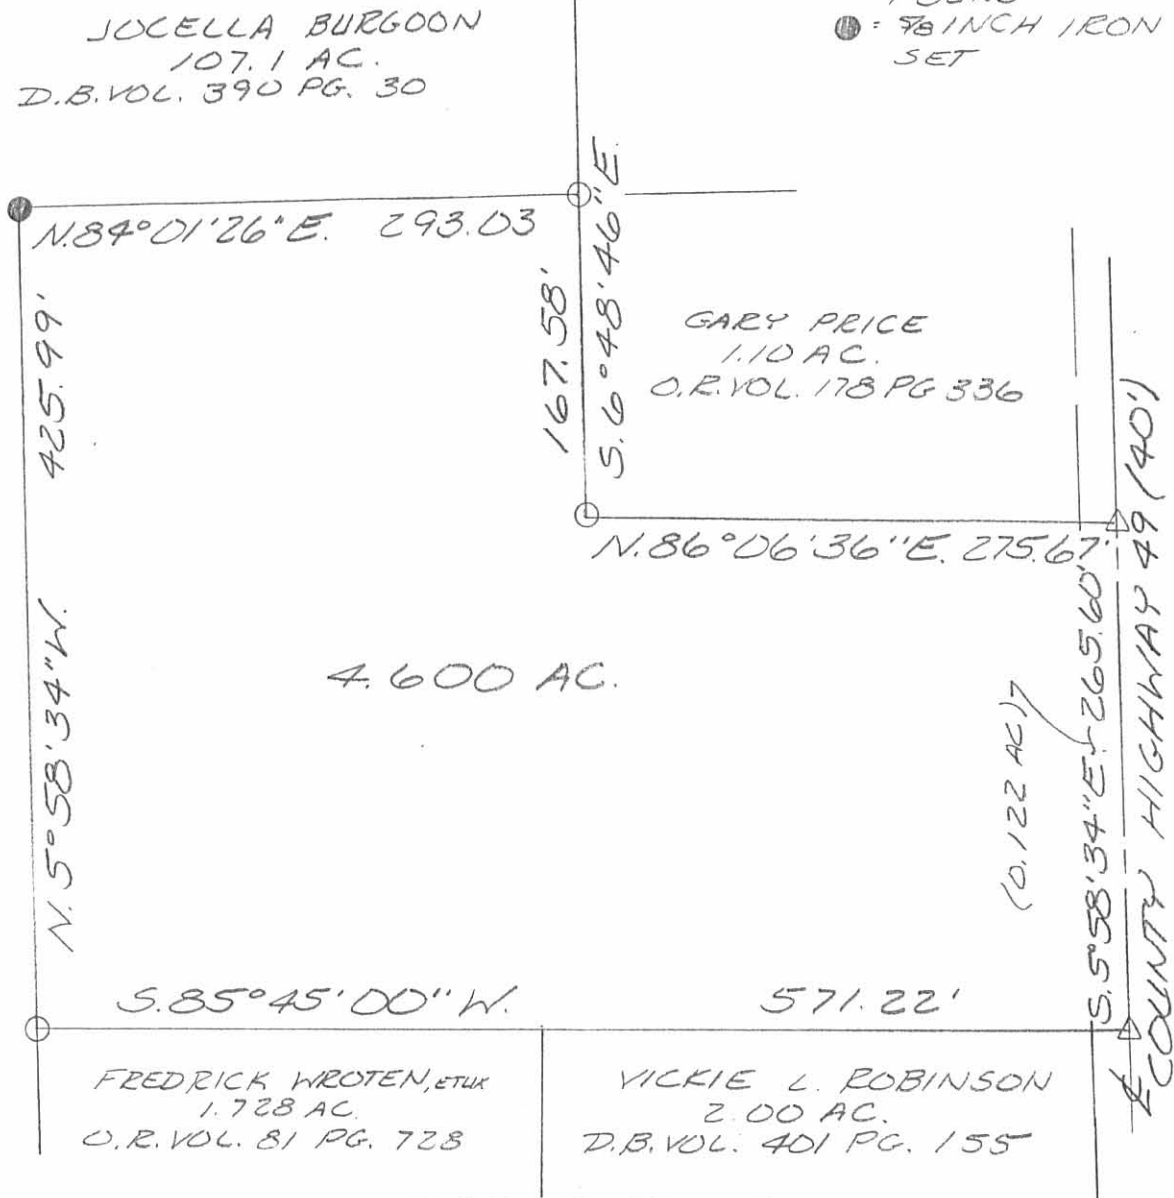 JOCELLA BURGOON
107.1 AC.
D.B. VOL. 390 PG. 30
● = 5/8 INCH IRON
SET
N.84°01'26"E. 293.03
425.99'
N.5°58'34"W.
167.58'
S.6°48'46"E.
GARY PRICE
1.10 AC.
O.R. VOL. 178 PG 336
N.86°06'36"E. 275.67'
4.600 AC.
(0.122 AC)
S.5°58'34"E. 265.60'
COUNTY HIGHWAY 49 (40')
S.85°45'00"W. 571.22'
FREDRICK WROTEN, ETUX
1.728 AC.
O.R. VOL. 81 PG. 728
VICKIE L. ROBINSON
2.00 AC.
D.B. VOL. 401 PG. 155